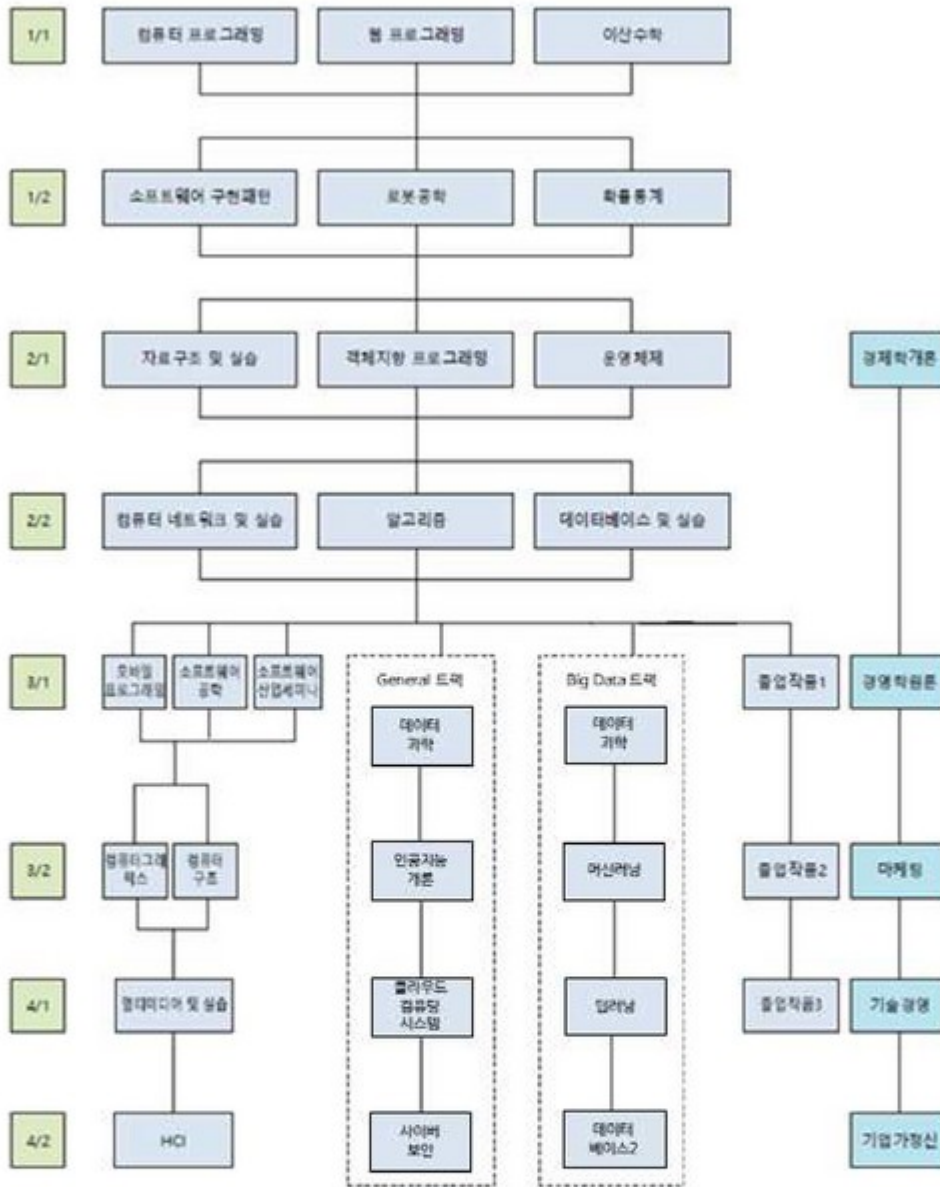 1/1
컴퓨터 프로그래밍
웹 프로그래밍
이산수학
1/2
소프트웨어 구현패턴
로봇공학
확률통계
2/1
자료구조 및 실습
객체지향 프로그래밍
운영체제
경제학개론
2/2
컴퓨터 네트워크 및 실습
알고리즘
데이터베이스 및 실습
3/1
모바일
프로그래밍
소프트웨어
공학
소프트웨어
산업세미나
General 트랙
데이터
과학
Big Data 트랙
데이터
과학
졸업작품1
경영학원론
3/2
컴퓨터그래
픽스
컴퓨터
구조
인공지능
개론
머신러닝
졸업작품2
마케팅
4/1
멀티미디어 및 실습
클라우드
컴퓨팅
시스템
딥러닝
졸업작품3
기술경영
4/2
HCI
사이버
보안
데이터
베이스2
기업가정신